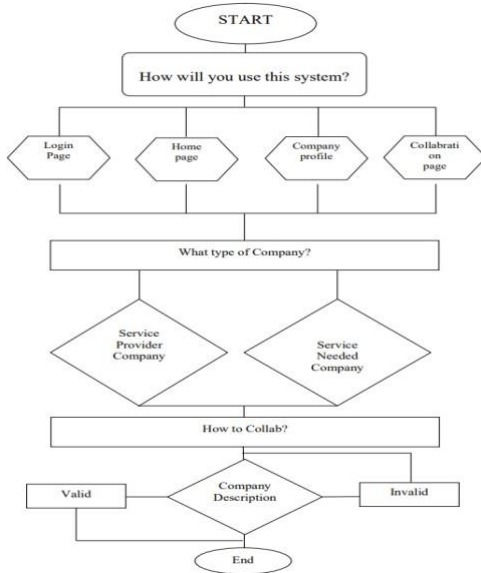 START
How will you use this system?
Login
Page
Home
page
Company
profile
Collabrati
on
page
What type of Company?
Service
Provider
Company
Service
Needed
Company
How to Collab?
Company
Description
Valid
Invalid
End